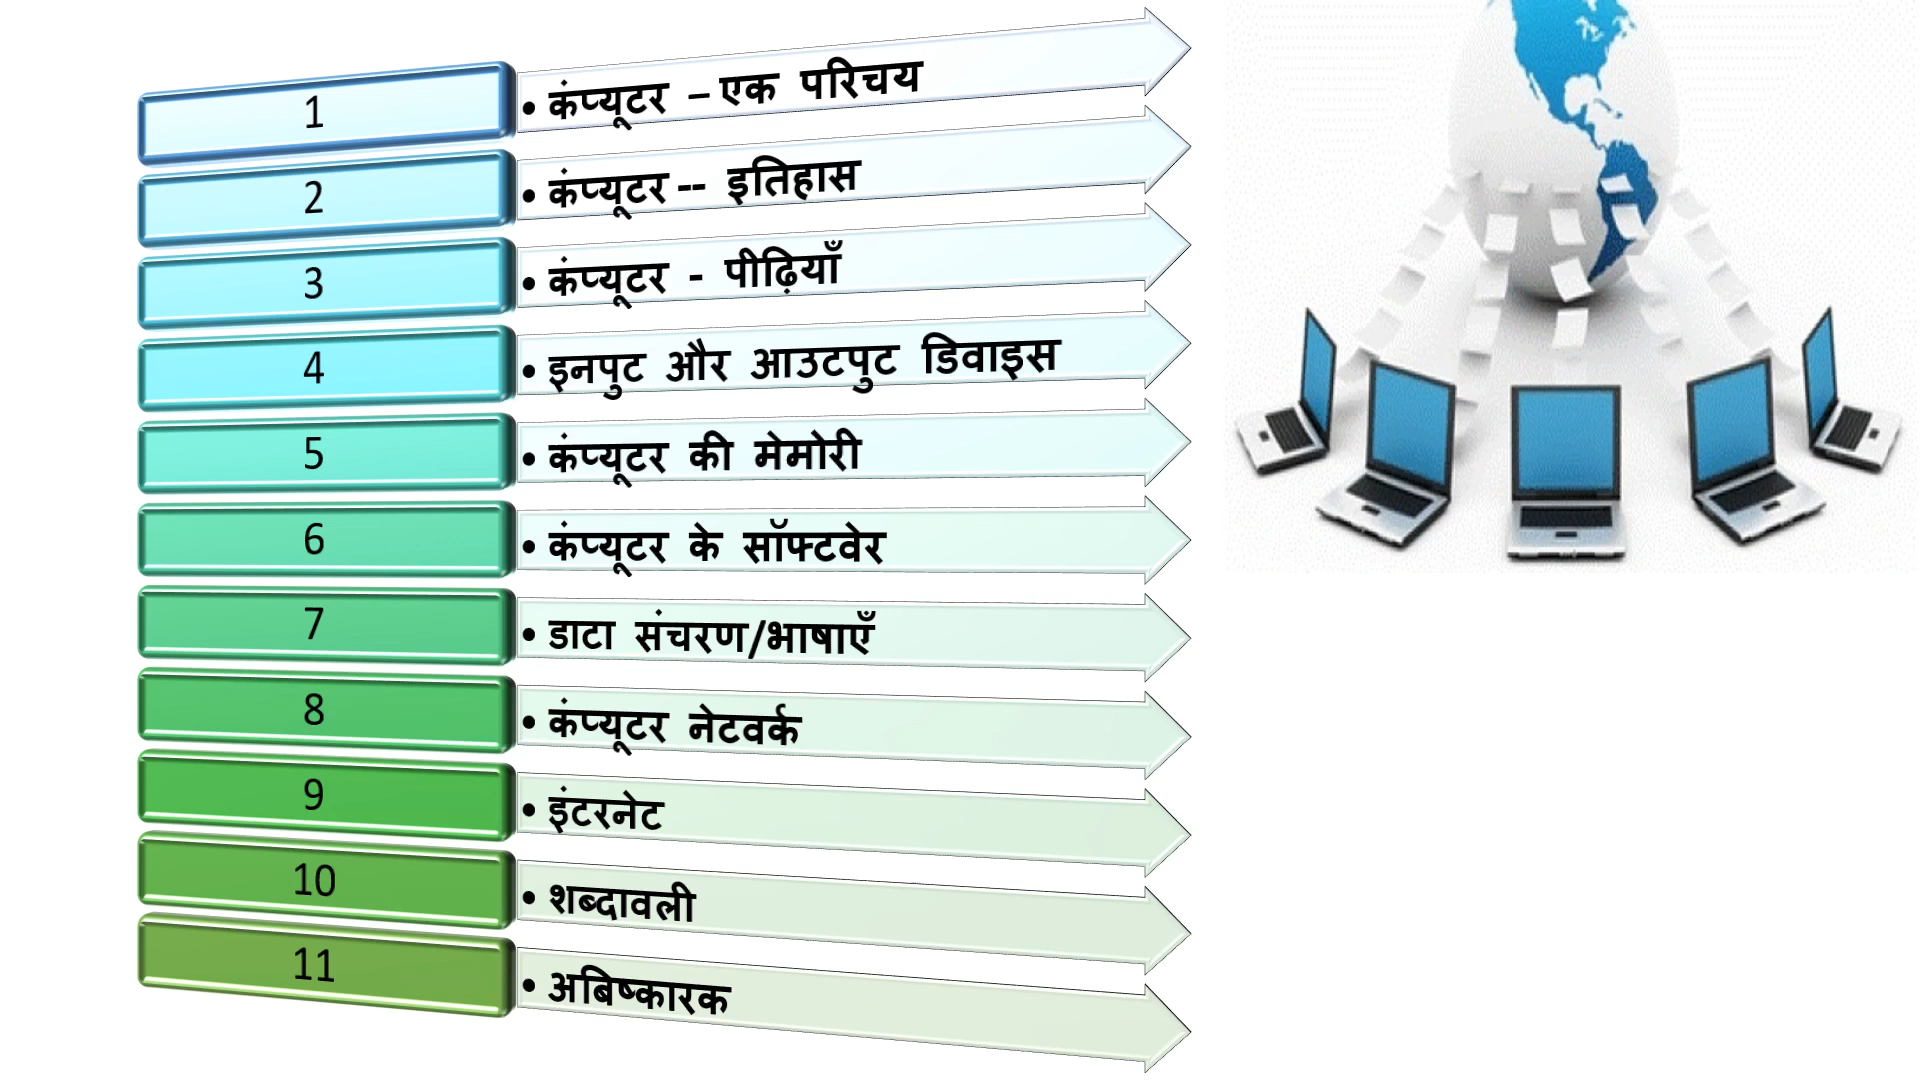 1
• कंप्यूटर – एक परिचय
2
• कंप्यूटर -- इतिहास
3
• कंप्यूटर - पीढ़ियाँ
4
• इनपुट और आउटपुट डिवाइस
5
• कंप्यूटर की मेमोरी
6
• कंप्यूटर के सॉफ्टवेर
7
• डाटा संचरण/भाषाएँ
8
• कंप्यूटर नेटवर्क
9
• इंटरनेट
10
• शब्दावली
11
• अबिष्कारक